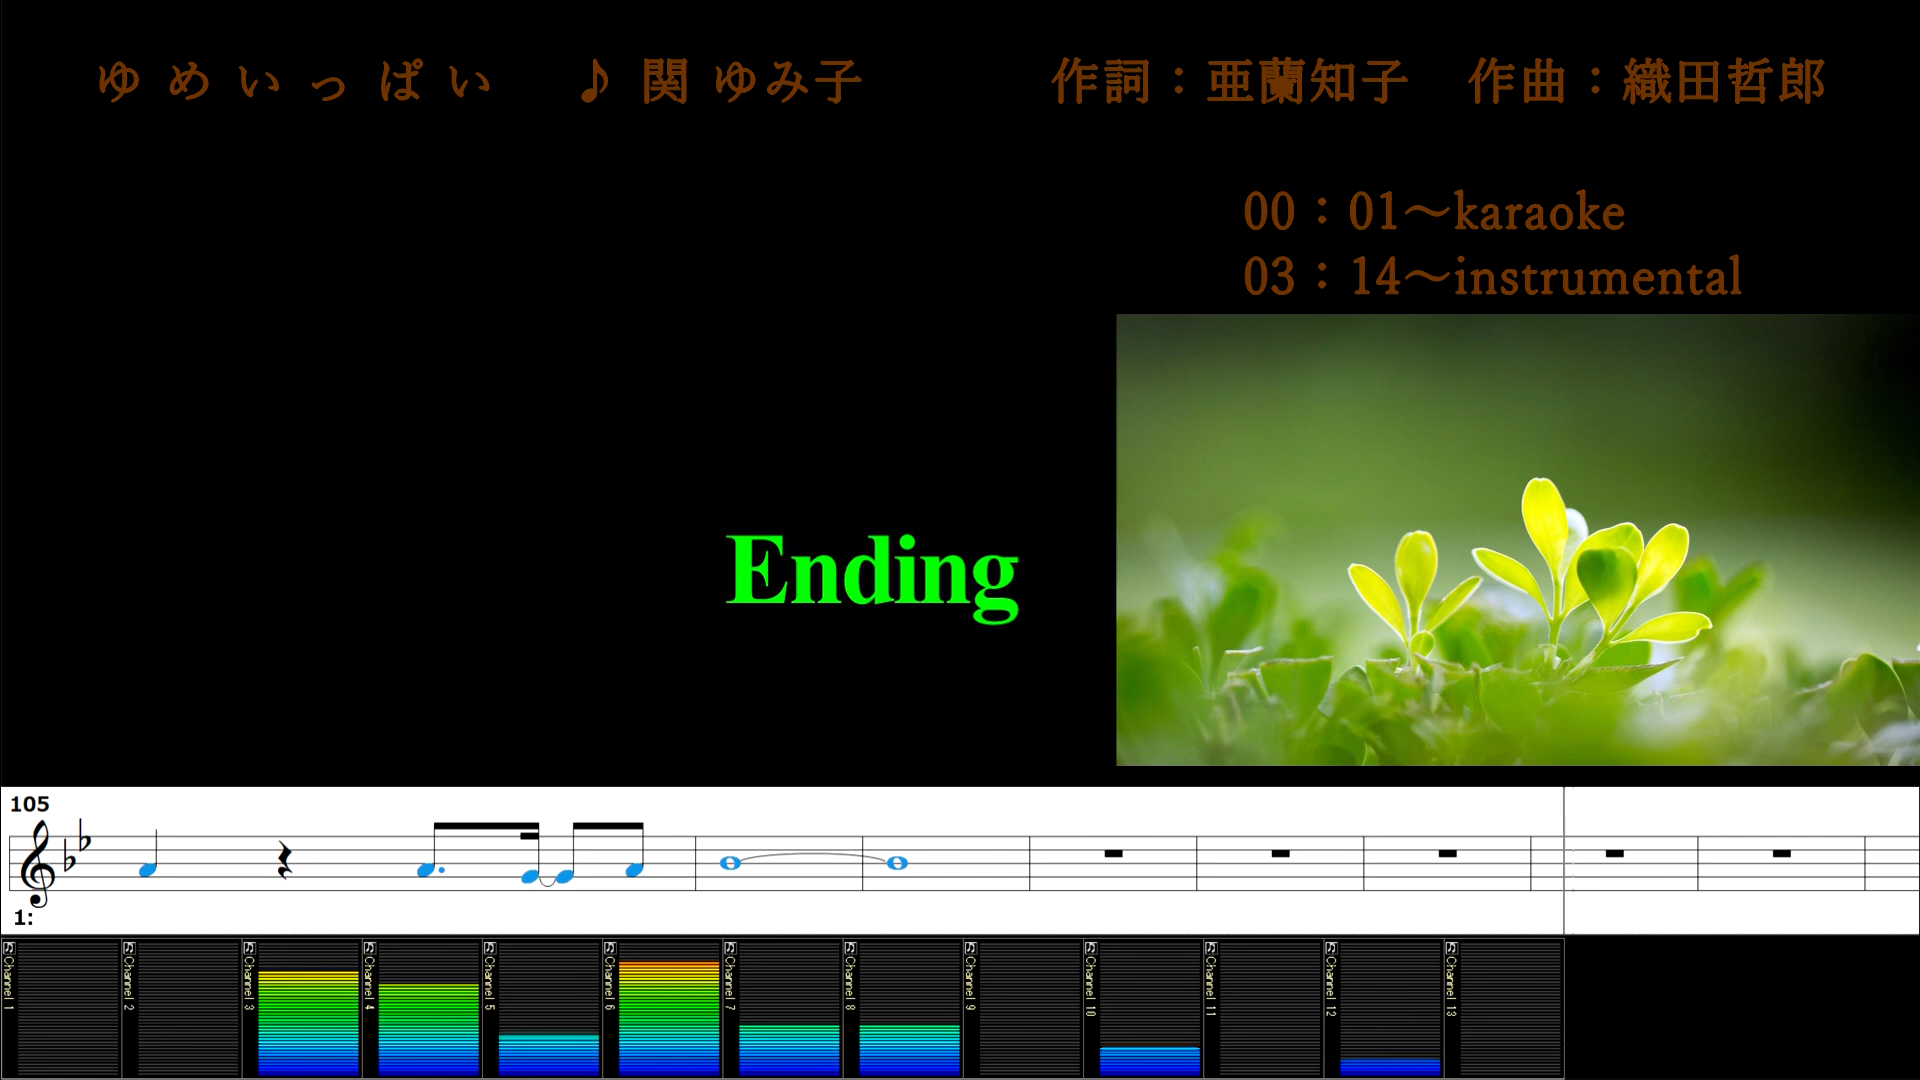 ゆめいっぱい ♪ 関 ゆみ子 作詞：亜蘭知子 作曲：織田哲郎
00：01～karaoke
03：14～instrumental
Ending
105
1:
Channel 1 Channel 2 Channel 3 Channel 4 Channel 5 Channel 6 Channel 7 Channel 8 Channel 9 Channel 10 Channel 11 Channel 12 Channel 13